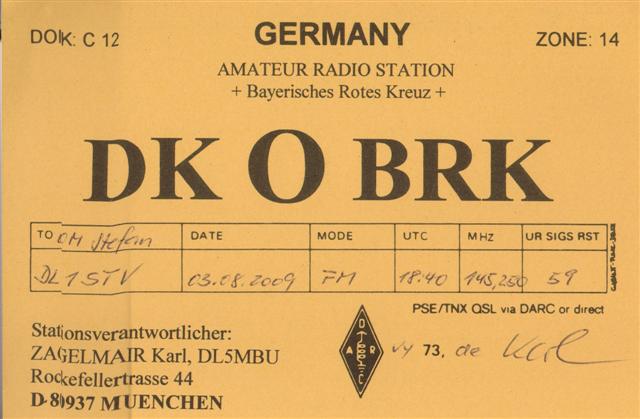 DOK: C 12 GERMANY ZONE: 14
AMATEUR RADIO STATION
+ Bayerisches Rotes Kreuz +
DK O BRK
TO OM Stefan DATE MODE UTC MHZ UR SIGS RST
DL1STV 03.08.2009 FM 18:40 145,250 59
PSE/TNX QSL via DARC or direct
Stationsverantwortlicher:
ZAGELMAIR Karl, DL5MBU
Rockefellertrasse 44
D-80937 MUENCHEN
D A R C
vy 73, de Karl